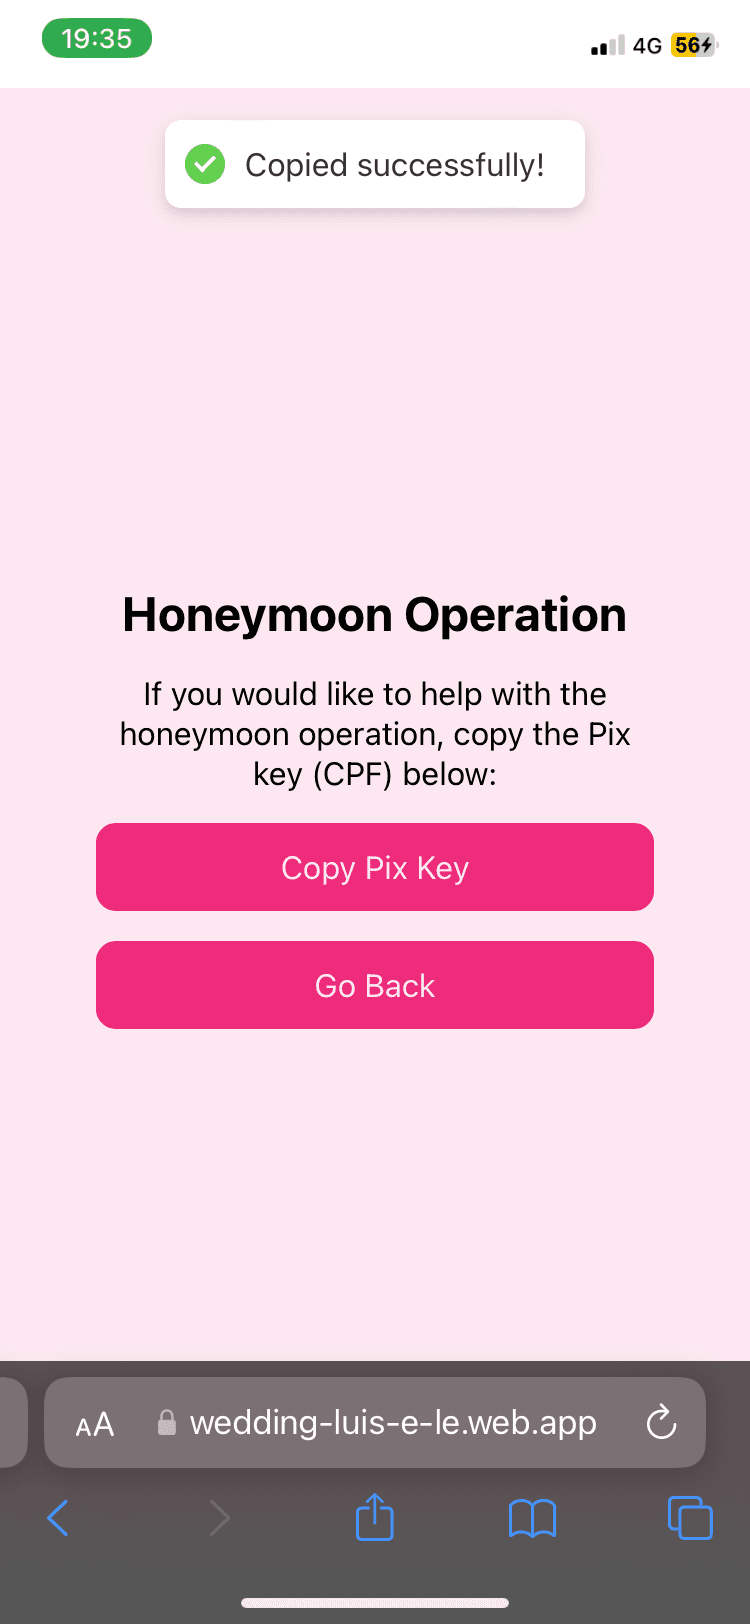 19:35
4G 56
Copied successfully!
Honeymoon Operation
If you would like to help with the
honeymoon operation, copy the Pix
key (CPF) below:
Copy Pix Key
Go Back
AA wedding-luis-e-le.web.app